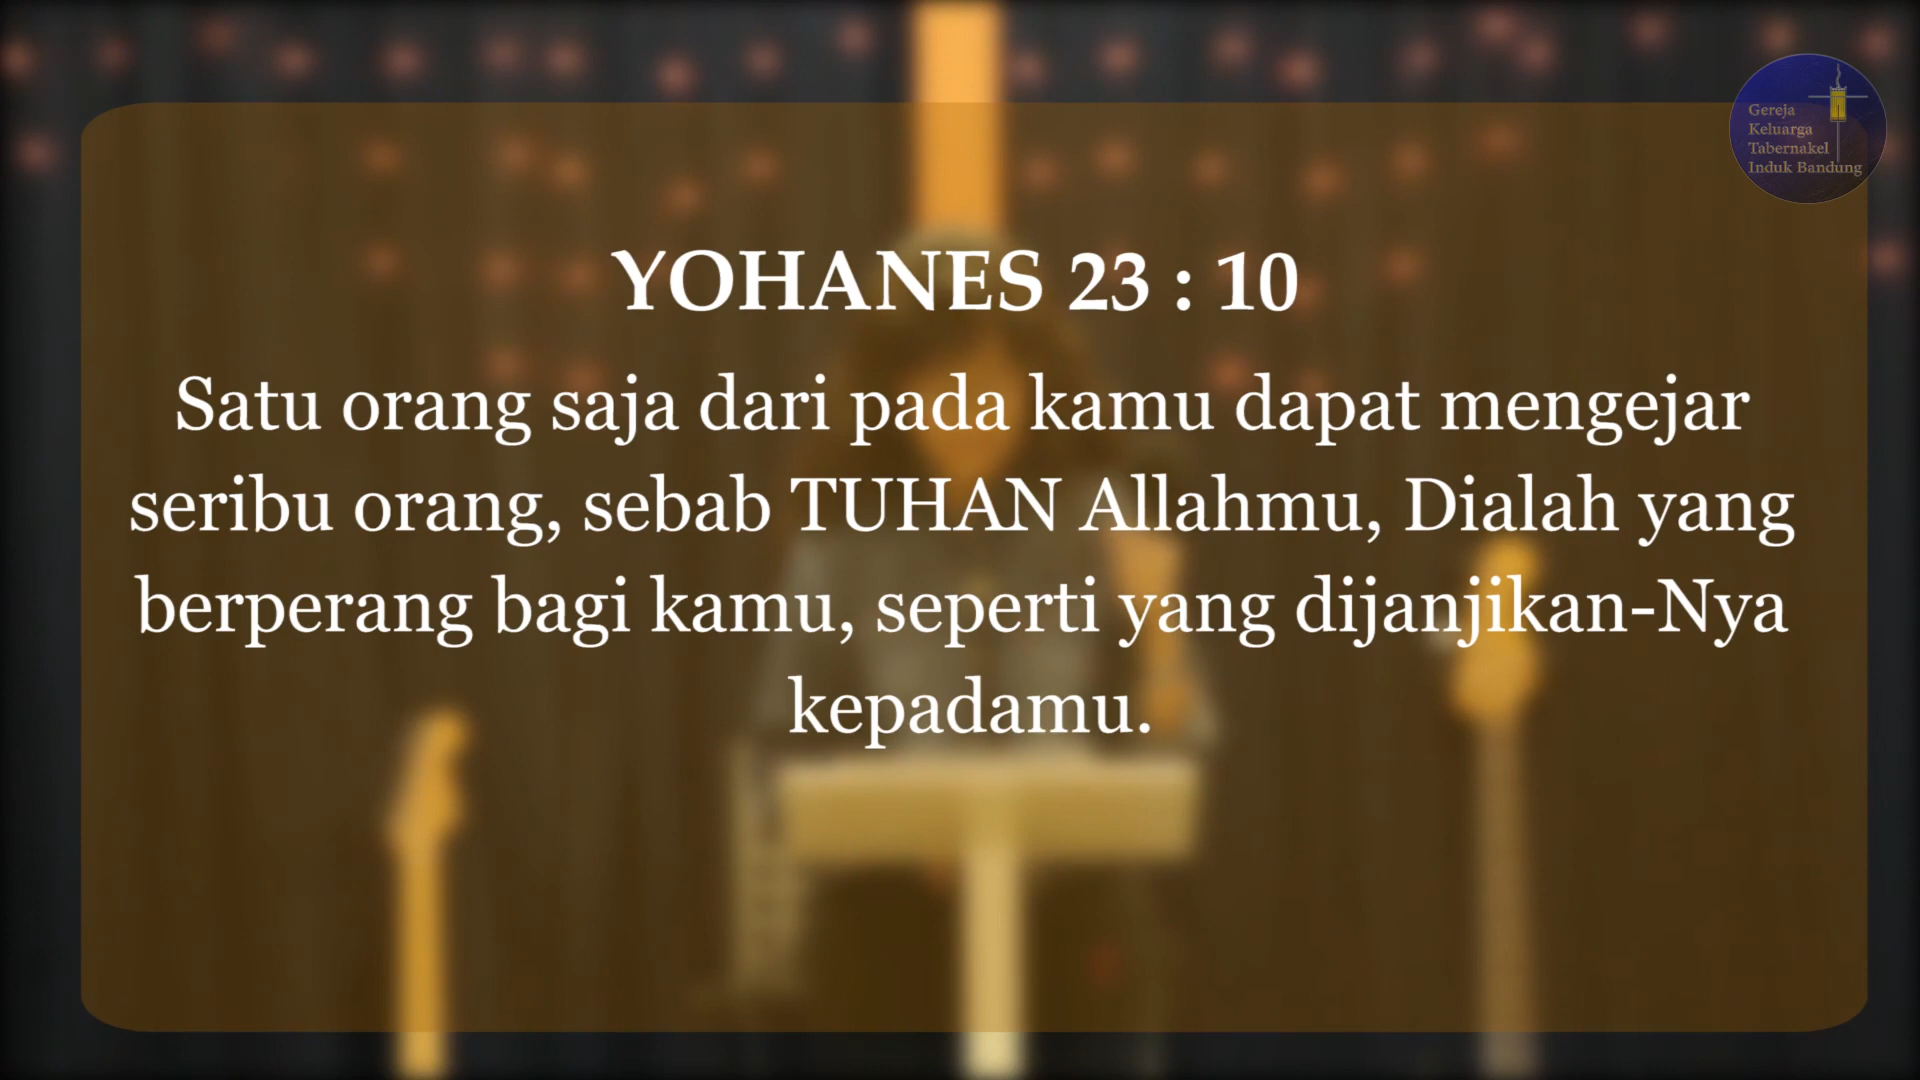 Gereja
Keluarga
Tabernakel
Induk Bandung
YOHANES 23 : 10
Satu orang saja dari pada kamu dapat mengejar
seribu orang, sebab TUHAN Allahmu, Dialah yang
berperang bagi kamu, seperti yang dijanjikan-Nya
kepadamu.